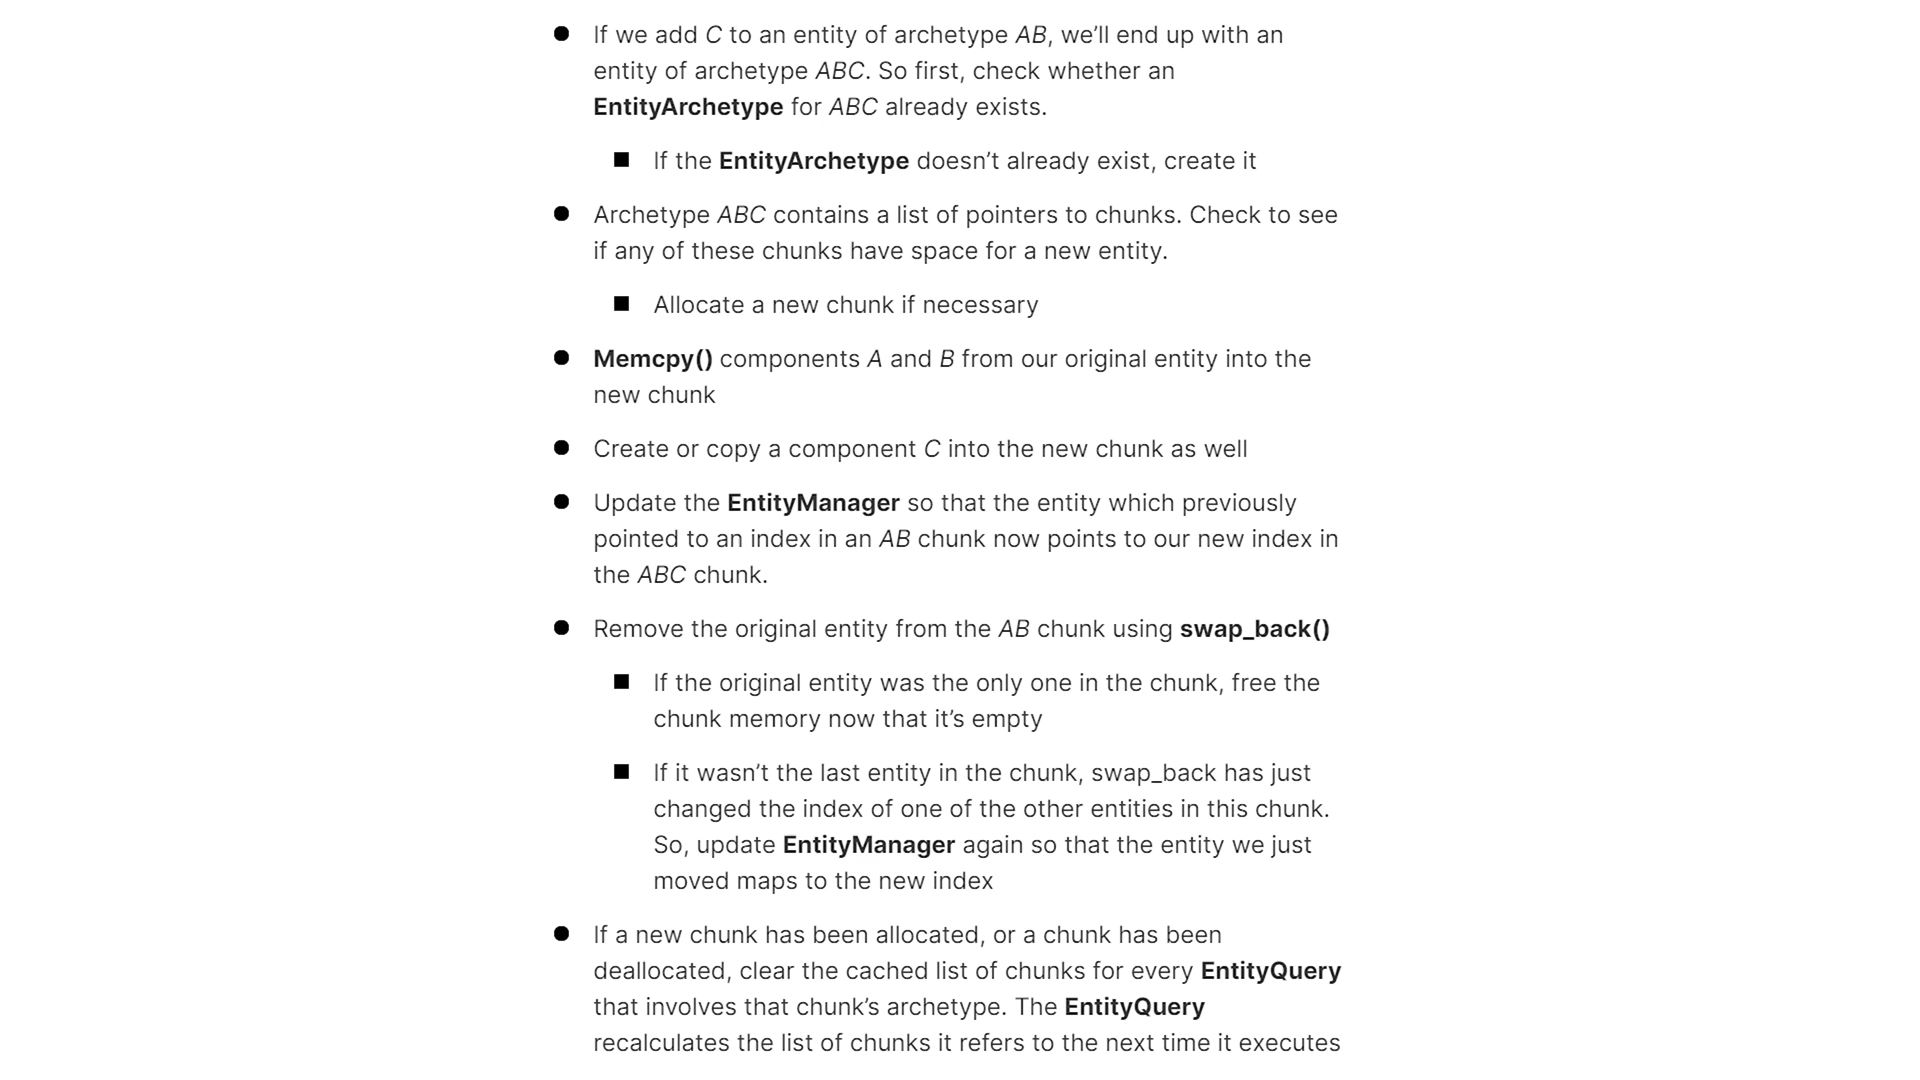 If we add C to an entity of archetype AB, we’ll end up with an
entity of archetype ABC. So first, check whether an
EntityArchetype for ABC already exists.
If the EntityArchetype doesn’t already exist, create it
Archetype ABC contains a list of pointers to chunks. Check to see
if any of these chunks have space for a new entity.
Allocate a new chunk if necessary
Memcpy() components A and B from our original entity into the
new chunk
Create or copy a component C into the new chunk as well
Update the EntityManager so that the entity which previously
pointed to an index in an AB chunk now points to our new index in
the ABC chunk.
Remove the original entity from the AB chunk using swap_back()
If the original entity was the only one in the chunk, free the
chunk memory now that it’s empty
If it wasn’t the last entity in the chunk, swap_back has just
changed the index of one of the other entities in this chunk.
So, update EntityManager again so that the entity we just
moved maps to the new index
If a new chunk has been allocated, or a chunk has been
deallocated, clear the cached list of chunks for every EntityQuery
that involves that chunk’s archetype. The EntityQuery
recalculates the list of chunks it refers to the next time it executes